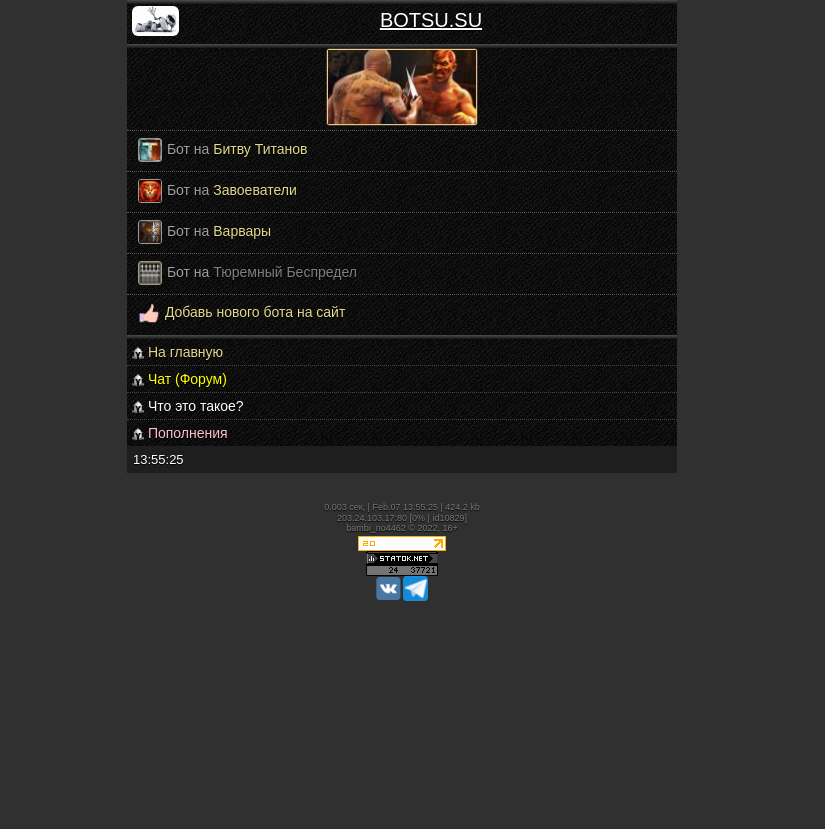 BOTSU.SU
Бот на Битву Титанов
Бот на Завоеватели
Бот на Варвары
Бот на Тюремный Беспредел
Добавь нового бота на сайт
На главную
Чат (Форум)
Что это такое?
Пополнения
13:55:25
0.003 сек, | Feb.07 13:55:25 | 424.2 kb
203.24.103.17:80 [0% | id10829]
bambi_no4462 © 2022, 16+
20
STATOK.NET
24 37721